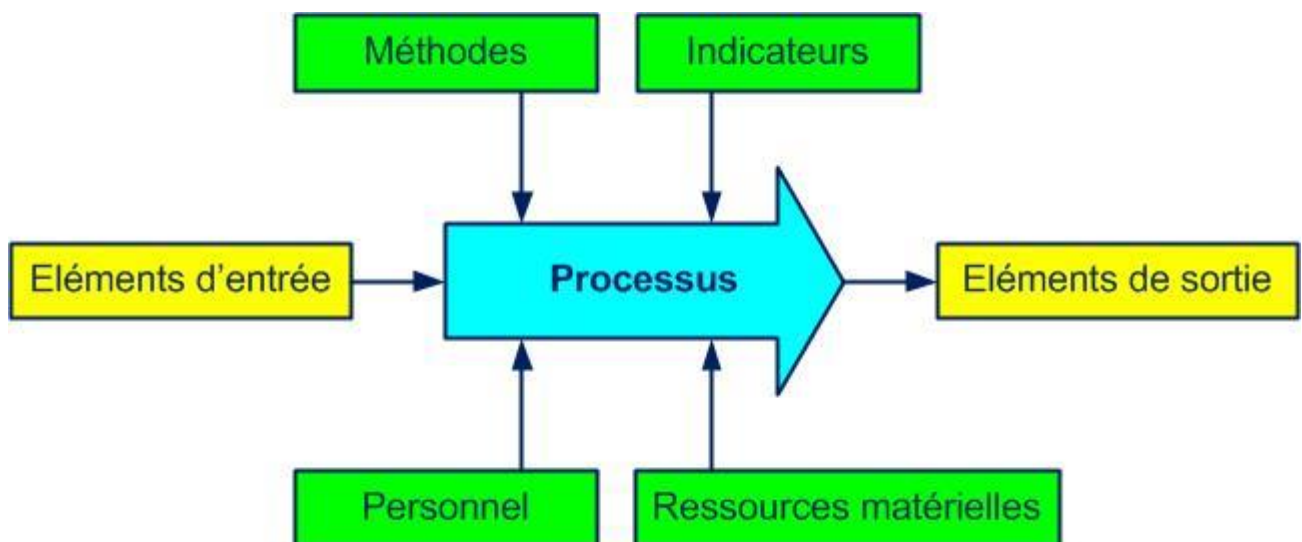 Méthodes
Indicateurs
Eléments d’entrée
Processus
Eléments de sortie
Personnel
Ressources matérielles